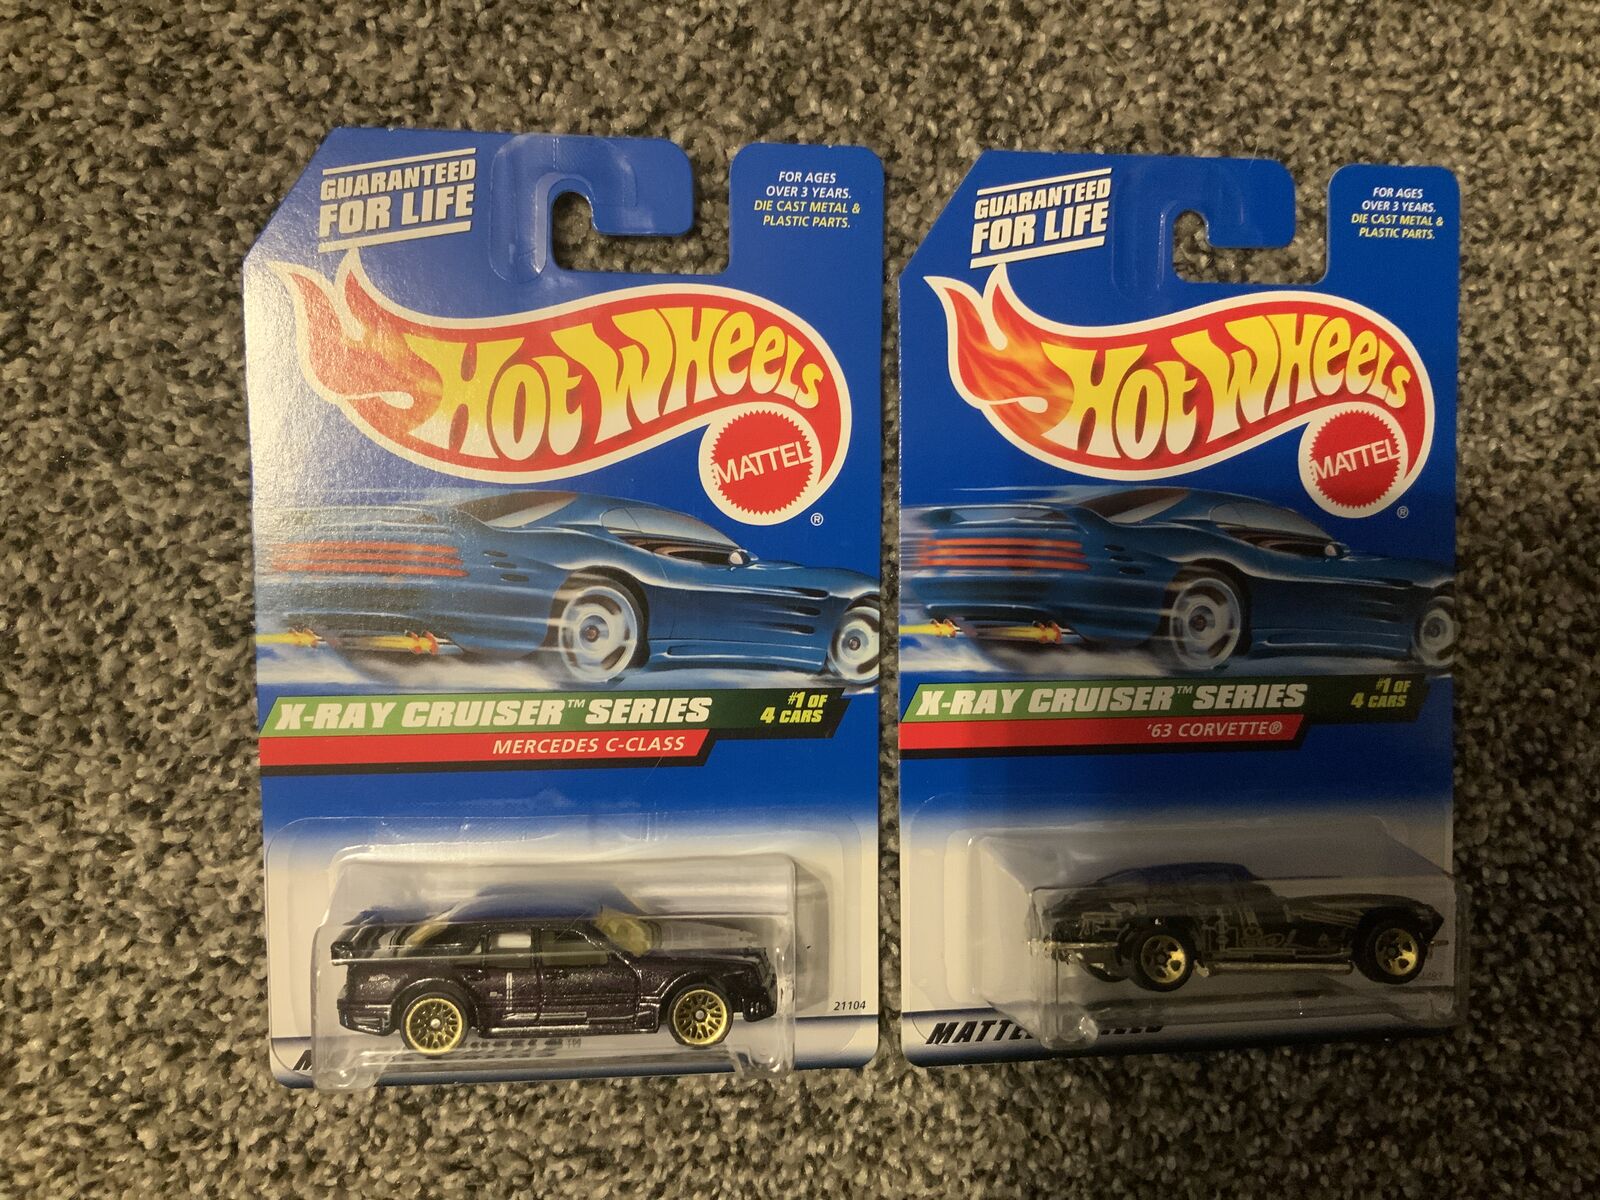 GUARANTEED
FOR LIFE
FOR AGES
OVER 3 YEARS.
DIE CAST METAL &
PLASTIC PARTS.
HOT WHEELS
MATTEL
®
X-RAY CRUISER™ SERIES
#1 OF
4 CARS
MERCEDES C-CLASS
21104
GUARANTEED
FOR LIFE
FOR AGES
OVER 3 YEARS.
DIE CAST METAL &
PLASTIC PARTS.
HOT WHEELS
MATTEL
®
X-RAY CRUISER™ SERIES
#1 OF
4 CARS
'63 CORVETTE®